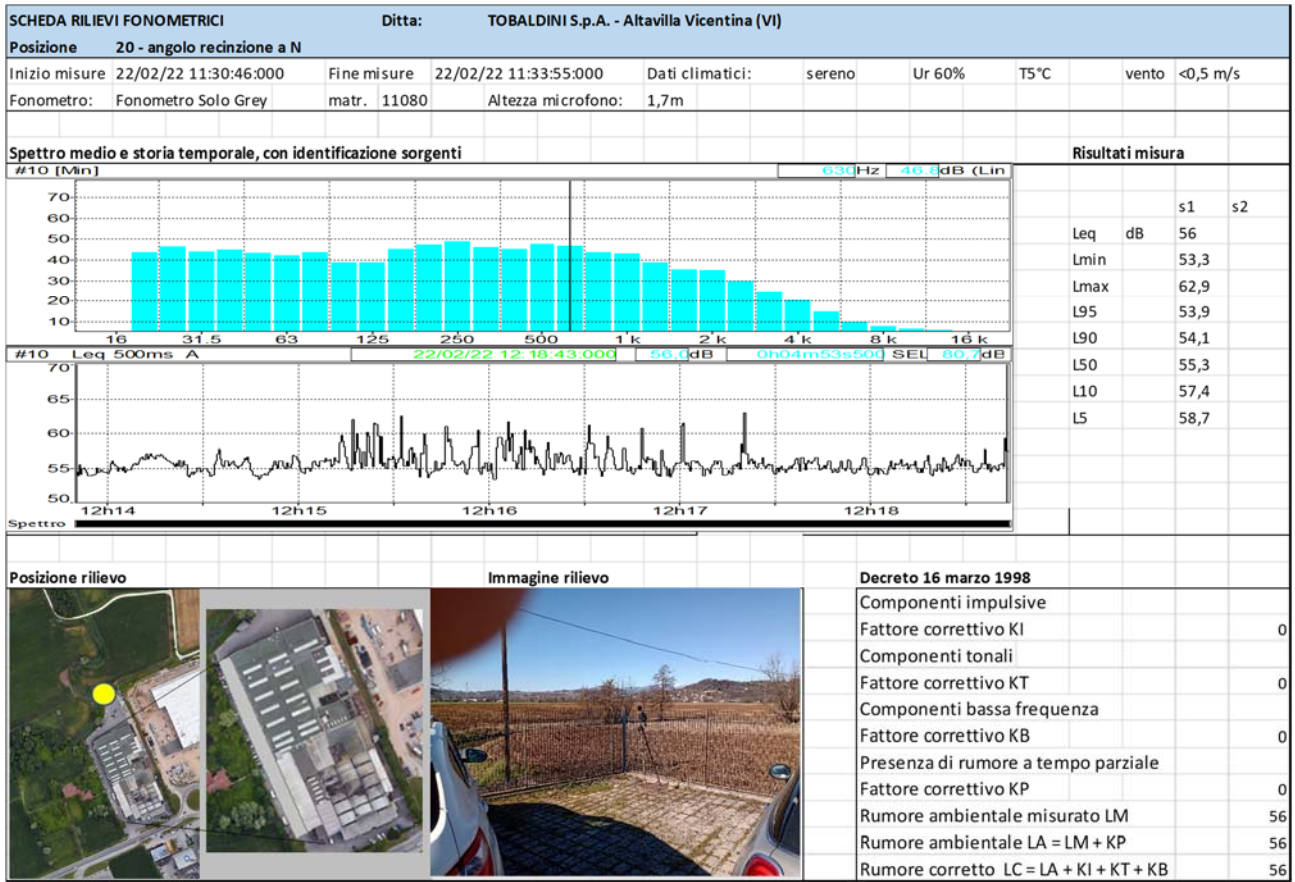 SCHEDA RILIEVI FONOMETRICI Ditta: TOBALDINI S.p.A. - Altavilla Vicentina (VI)
Posizione 20 - angolo recinzione a N
Inizio misure 22/02/22 11:30:46:000 Fine misure 22/02/22 11:33:55:000 Dati climatici: sereno Ur 60% T5°C vento <0,5 m/s
Fonometro: Fonometro Solo Grey matr. 11080 Altezza microfono: 1,7m
Spettro medio e storia temporale, con identificazione sorgenti Risultati misura
#10 [Min] 630Hz 46.8dB (Lin
70
60
50
40
30
20
10
16 31.5 63 125 250 500 1 k 2 k 4 k 8 k 16 k
#10 Leq 500ms A 22/02/22 12:18:43:000 56,0dB 0h04m53s500 SEL 80,7dB
70
65
60
55
50
12h14 12h15 12h16 12h17 12h18
Spettro
s1 s2
Leq dB 56
Lmin 53,3
Lmax 62,9
L95 53,9
L90 54,1
L50 55,3
L10 57,4
L5 58,7
Posizione rilievo Immagine rilievo Decreto 16 marzo 1998
Componenti impulsive
Fattore correttivo KI 0
Componenti tonali
Fattore correttivo KT 0
Componenti bassa frequenza
Fattore correttivo KB 0
Presenza di rumore a tempo parziale
Fattore correttivo KP 0
Rumore ambientale misurato LM 56
Rumore ambientale LA = LM + KP 56
Rumore corretto LC = LA + KI + KT + KB 56